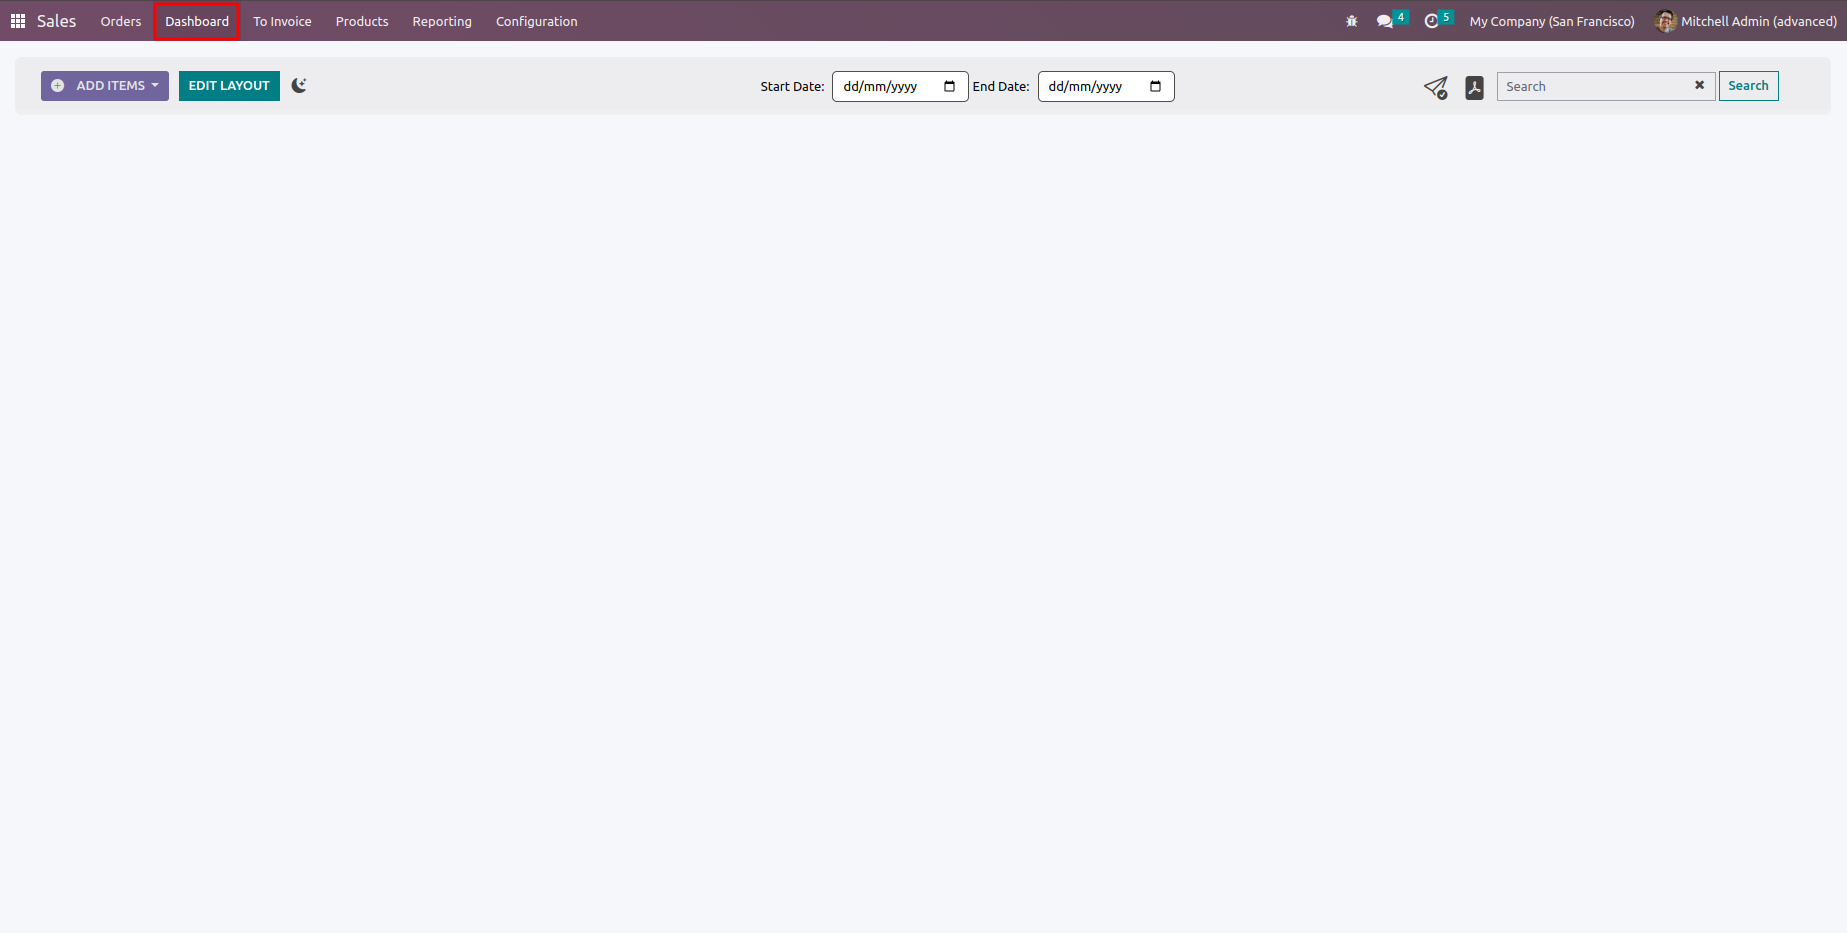 Sales Orders Dashboard To Invoice Products Reporting Configuration 4 5 My Company (San Francisco) Mitchell Admin (advanced)
ADD ITEMS EDIT LAYOUT Start Date: dd/mm/yyyy End Date: dd/mm/yyyy Search Search